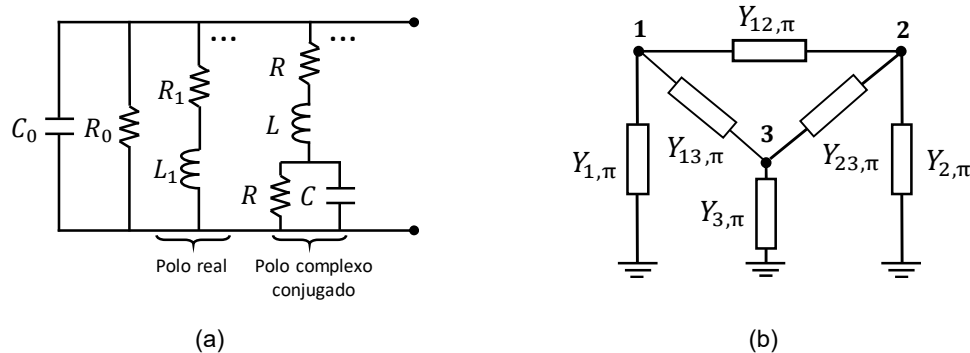 C₀
R₀
R₁
L₁
...
...
R
L
R
C
Polo real
Polo complexo
conjugado
(a)
1
2
3
Y₁₂,π
Y₁₃,π
Y₂₃,π
Y₁,π
Y₂,π
Y₃,π
(b)